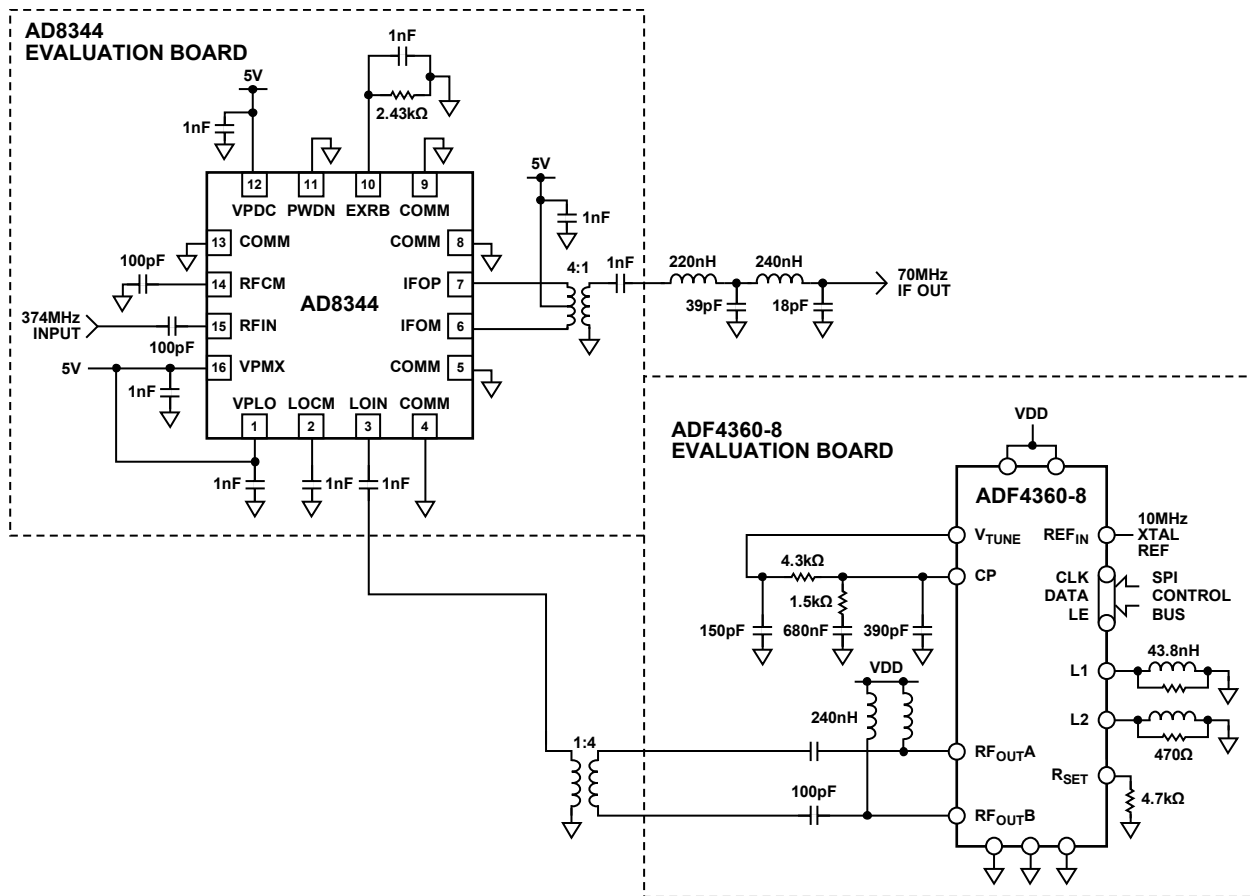 AD8344
EVALUATION BOARD
1nF
5V
2.43kΩ
1nF
12
11
10
9
VPDC
PWDN
EXRB
COMM
5V
1nF
13
COMM
COMM
8
100pF
14
RFCM
IFOP
7
4:1
1nF
220nH
240nH
70MHz
IF OUT
39pF
18pF
AD8344
374MHz
INPUT
15
RFIN
IFOM
6
100pF
5V
16
VPMX
COMM
5
1nF
VPLO
LOCM
LOIN
COMM
1
2
3
4
1nF
1nF
1nF
ADF4360-8
EVALUATION BOARD
VDD
ADF4360-8
VTUNE
REFIN
10MHz
XTAL
REF
4.3kΩ
CP
CLK
DATA
LE
SPI
CONTROL
BUS
1.5kΩ
150pF
680nF
390pF
43.8nH
L1
VDD
240nH
L2
470Ω
1:4
RFOUTA
RSET
100pF
4.7kΩ
RFOUTB